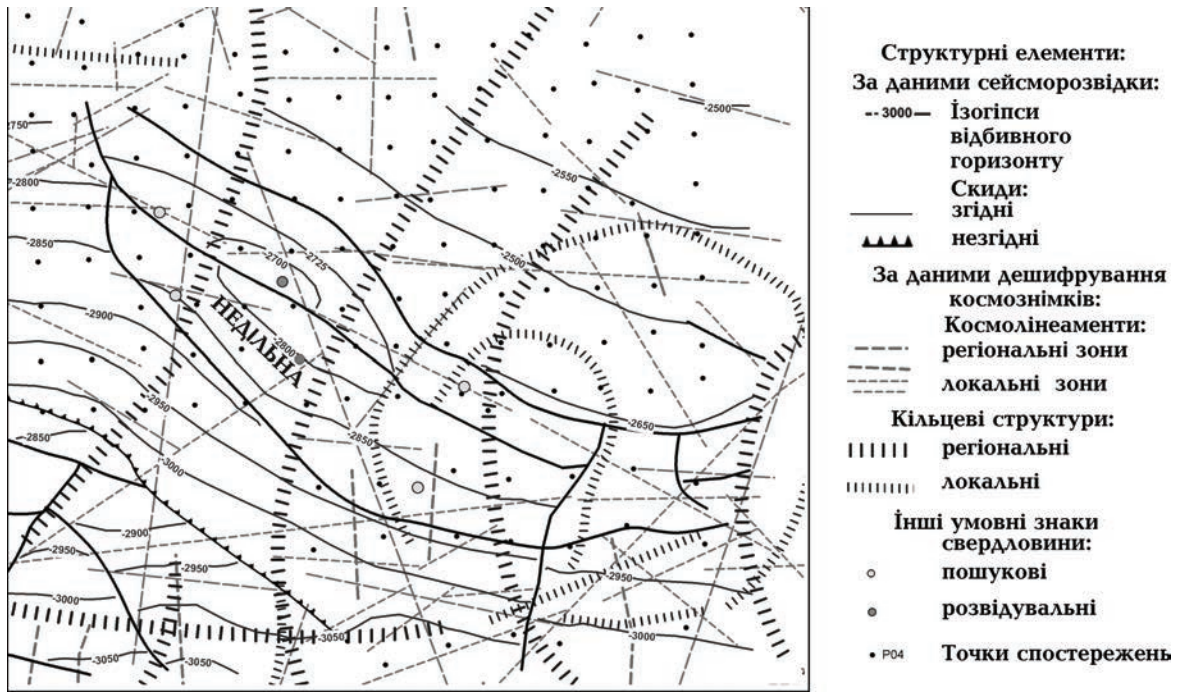 -2500
-2750
-2550
-2800
-2850
-2700
-2725
-2500
-2900
НЕДІЛЬНА
-2800
-2950
-2650
-2850
-2850
-3000
-2900
-2950
-2950
-2950
-3000
-3050
-3000
-3050
-3050
Структурні елементи:
За даними сейсморозвідки:
-3000
Ізогіпси
відбивного
горизонту
Скиди:
згідні
незгідні
За даними дешифрування
космознімків:
Космолінеаменти:
регіональні зони
локальні зони
Кільцеві структури:
регіональні
локальні
Інші умовні знаки
свердловини:
пошукові
розвідувальні
P04 Точки спостережень